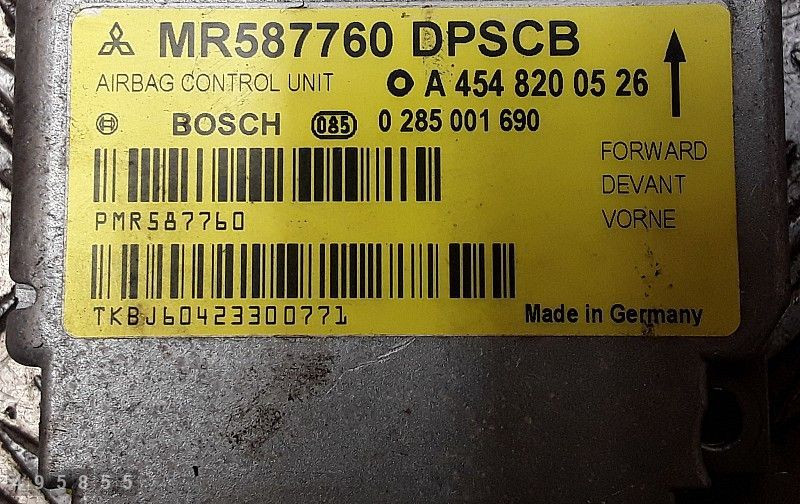 MR587760 DPSCB
AIRBAG CONTROL UNIT A 454 820 05 26
BOSCH 085 0 285 001 690
FORWARD
DEVANT
PMR587760 VORNE
TKBJ60423300771 Made in Germany
95855